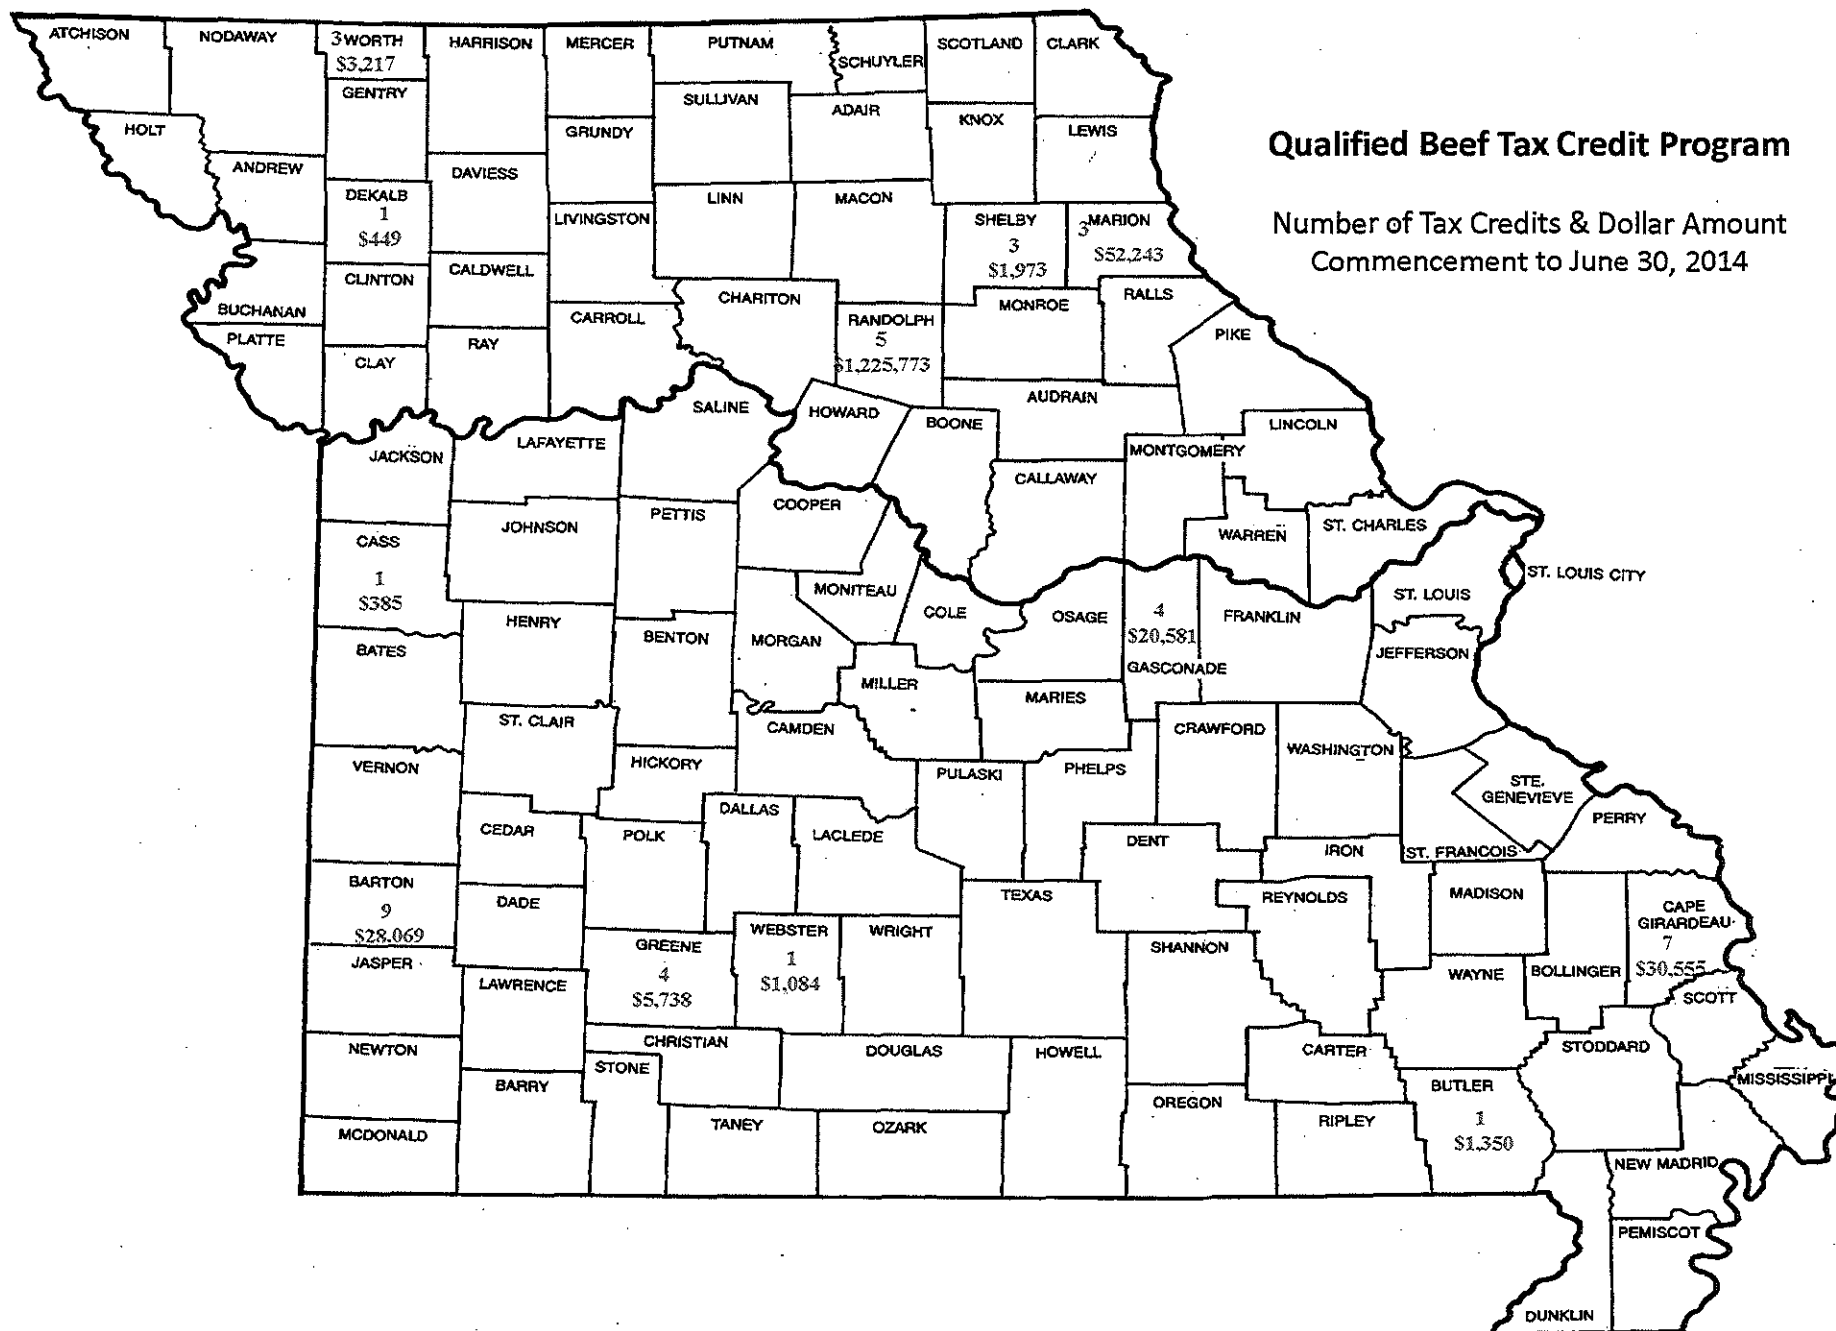 Qualified Beef Tax Credit Program
Number of Tax Credits & Dollar Amount
Commencement to June 30, 2014
ATCHISON
NODAWAY
3 WORTH
$3,217
HARRISON
MERCER
PUTNAM
SCHUYLER
SCOTLAND
CLARK
GENTRY
SULLIVAN
ADAIR
KNOX
LEWIS
HOLT
GRUNDY
ANDREW
DAVIESS
DEKALB
1
$449
LIVINGSTON
LINN
MACON
SHELBY
3
$1,973
3 MARION
$52,243
CLINTON
CALDWELL
CHARITON
MONROE
RALLS
BUCHANAN
CARROLL
RANDOLPH
5
$1,225,773
PIKE
PLATTE
CLAY
RAY
AUDRAIN
SALINE
HOWARD
BOONE
LINCOLN
JACKSON
LAFAYETTE
MONTGOMERY
CALLAWAY
COOPER
PETTIS
JOHNSON
WARREN
ST. CHARLES
CASS
1
$385
MONITEAU
COLE
OSAGE
4
$20,581
GASCONADE
FRANKLIN
ST. LOUIS
ST. LOUIS CITY
HENRY
BENTON
MORGAN
BATES
MILLER
MARIES
JEFFERSON
ST. CLAIR
CAMDEN
CRAWFORD
WASHINGTON
VERNON
HICKORY
PULASKI
PHELPS
STE.
GENEVIEVE
CEDAR
POLK
DALLAS
LACLEDE
DENT
IRON
ST. FRANCOIS
PERRY
BARTON
9
$28,069
DADE
TEXAS
REYNOLDS
MADISON
CAPE
GIRARDEAU
7
$30,555
GREENE
4
$5,738
WEBSTER
1
$1,084
WRIGHT
SHANNON
JASPER
LAWRENCE
WAYNE
BOLLINGER
SCOTT
NEWTON
CHRISTIAN
DOUGLAS
HOWELL
CARTER
STODDARD
STONE
BARRY
MISSISSIPPI
OREGON
BUTLER
1
$1,350
MCDONALD
TANEY
OZARK
RIPLEY
NEW MADRID
PEMISCOT
DUNKLIN